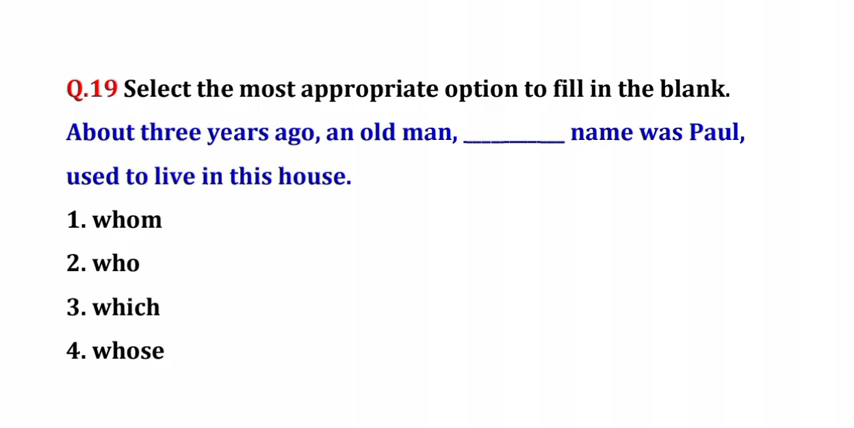 Q.19 Select the most appropriate option to fill in the blank.
About three years ago, an old man, __________ name was Paul,
used to live in this house.
1. whom
2. who
3. which
4. whose